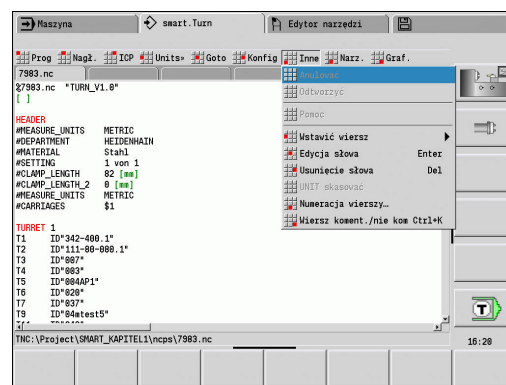 Maszyna smart.Turn Edytor narzędzi
Prog Nagł. ICP Units» Goto Konfig Inne Narz. Graf.
7983.nc
%7983.nc "TURN_V1.0"
[ ]
HEADER
#MEASURE_UNITS METRIC
#DEPARTMENT HEIDENHAIN
#MATERIAL Stahl
#SETTING 1 von 1
#CLAMP_LENGTH 82 [mm]
#CLAMP_LENGTH_2 0 [mm]
#MEASURE_UNITS METRIC
#CARRIAGES $1
TURRET 1
T1 ID"342-400.1"
T2 ID"111-80-080.1"
T3 ID"007"
T4 ID"003"
T5 ID"004AP1"
T6 ID"020"
T7 ID"037"
T9 ID"04mtest5"
Anulować
Odtworzyć
Pomoc
Wstawić wiersz
Edycja słowa Enter
Usunięcie słowa Del
UNIT skasować
Numeracja wierszy…
Wiersz koment./nie kom Ctrl+K
TNC:\Project\SMART_KAPITEL1\ncps\7983.nc
T
16:20